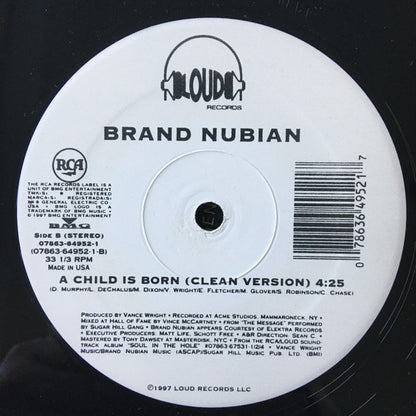 LOUD
RECORDS
BRAND NUBIAN
RCA
THE RCA RECORDS LABEL IS A
UNIT OF BMG ENTERTAINMENT
TMK(S) ® REGISTERED
MARCA(S) ® REGISTRADA(S)
GENERAL ELECTRIC CO.
USA • BMG LOGO IS A
TRADEMARK OF BMG MUSIC •
© 1997 BMG ENTERTAINMENT
BMG
SIDE B (STEREO)
07863-64952-1
(07863-64952-1-B)
33 1/3 RPM
MADE IN USA
0 78636 49521 7
A CHILD IS BORN (CLEAN VERSION) 4:25
(D. MURPHY/L. DECHALUS/M. DIXON/V. WRIGHT/E. FLETCHER/M. GLOVER/S. ROBINSON/C. CHASE)
PRODUCED BY VANCE WRIGHT • RECORDED AT ACME STUDIOS, MAMMARONECK, NY •
MIXED AT HALL OF FAME BY VINCE MCCARTNEY • FROM "THE MESSAGE" PERFORMED BY
SUGAR HILL GANG • BRAND NUBIAN APPEARS COURTESY OF ELEKTRA RECORDS
• EXECUTIVE PRODUCERS: MATT LIFE, SCHOTT FREE • A&R DIRECTION: SEAN C. •
MASTERED BY TONY DAWSEY AT MASTERDISK, NYC • FROM THE RCA/LOUD SOUND
TRACK ALBUM "SOUL IN THE HOLE" #07863 67531-1/2/4 • VANCE WRIGHT
MUSIC/BRAND NUBIAN MUSIC (ASCAP)/SUGAR HILL MUSIC PUB. LTD. (BMI)
©1997 LOUD RECORDS LLC